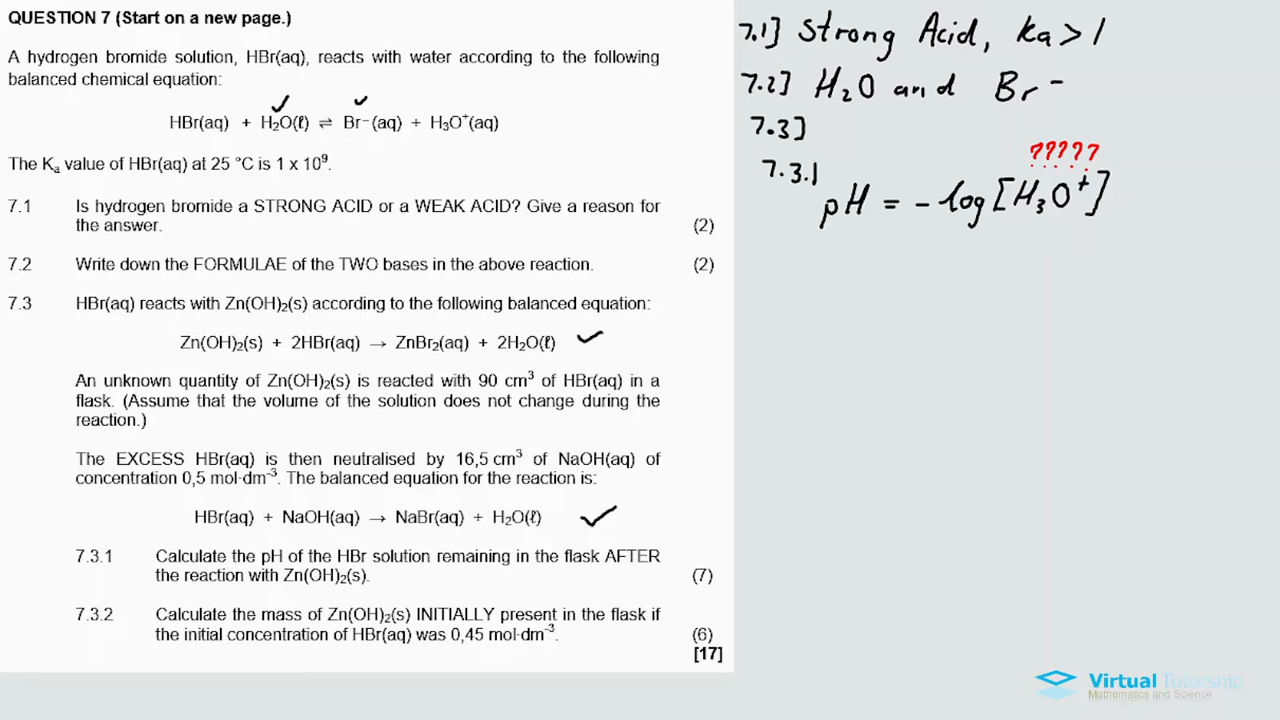 QUESTION 7 (Start on a new page.)
A hydrogen bromide solution, HBr(aq), reacts with water according to the following
balanced chemical equation:
HBr(aq) + H₂O(ℓ) ⇌ Br⁻(aq) + H₃O⁺(aq)
The Kₐ value of HBr(aq) at 25 °C is 1 x 10⁹.
7.1 Is hydrogen bromide a STRONG ACID or a WEAK ACID? Give a reason for
the answer. (2)
7.2 Write down the FORMULAE of the TWO bases in the above reaction. (2)
7.3 HBr(aq) reacts with Zn(OH)₂(s) according to the following balanced equation:
Zn(OH)₂(s) + 2HBr(aq) → ZnBr₂(aq) + 2H₂O(ℓ)
An unknown quantity of Zn(OH)₂(s) is reacted with 90 cm³ of HBr(aq) in a
flask. (Assume that the volume of the solution does not change during the
reaction.)
The EXCESS HBr(aq) is then neutralised by 16,5 cm³ of NaOH(aq) of
concentration 0,5 mol·dm⁻³. The balanced equation for the reaction is:
HBr(aq) + NaOH(aq) → NaBr(aq) + H₂O(ℓ)
7.3.1 Calculate the pH of the HBr solution remaining in the flask AFTER
the reaction with Zn(OH)₂(s). (7)
7.3.2 Calculate the mass of Zn(OH)₂(s) INITIALLY present in the flask if
the initial concentration of HBr(aq) was 0,45 mol·dm⁻³. (6)
[17]
7.1] Strong Acid, Ka > 1
7.2] H₂O and Br⁻
7.3]
?????
7.3.1 pH = -log[H₃O⁺]
Virtual Tutorship
Mathematics and Science